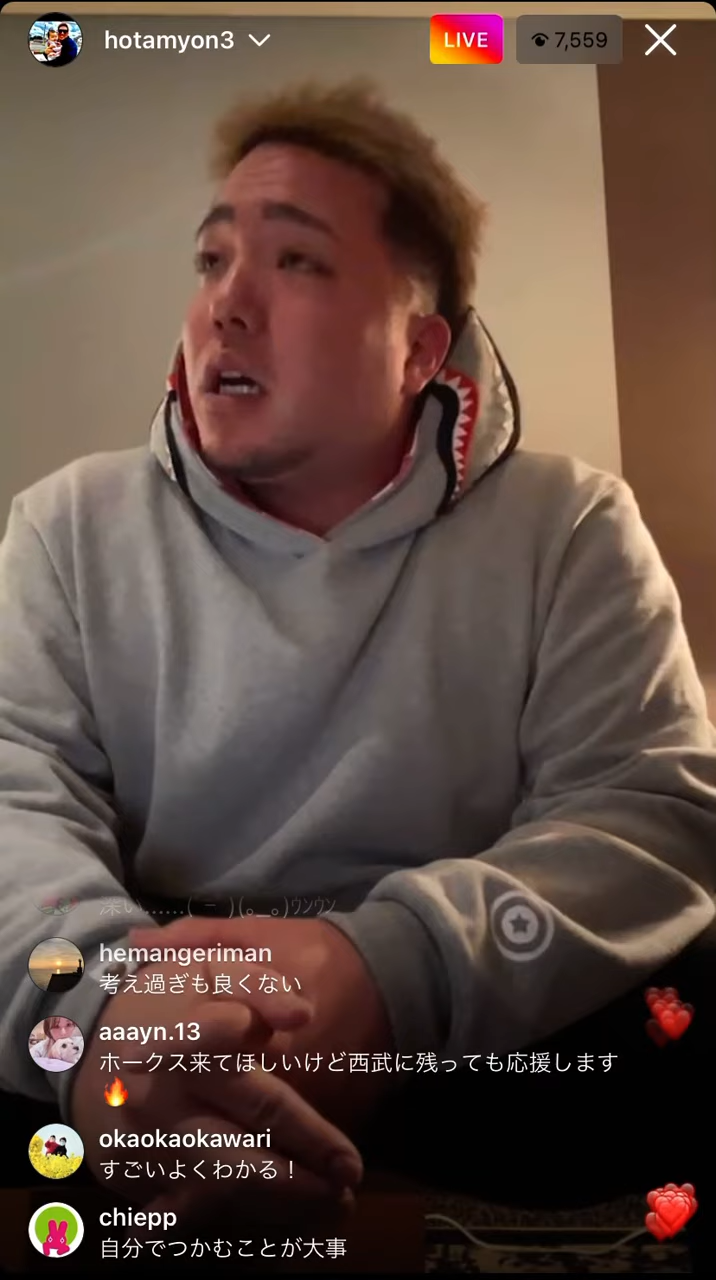 hotamyon3
LIVE
7,559
深い......( ˉ )(｡_｡)ｳﾝｳﾝ
hemangeriman
考え過ぎも良くない
aaayn.13
ホークス来てほしいけど西武に残っても応援します
🔥
okaokaokawari
すごいよくわかる！
chiepp
自分でつかむことが大事